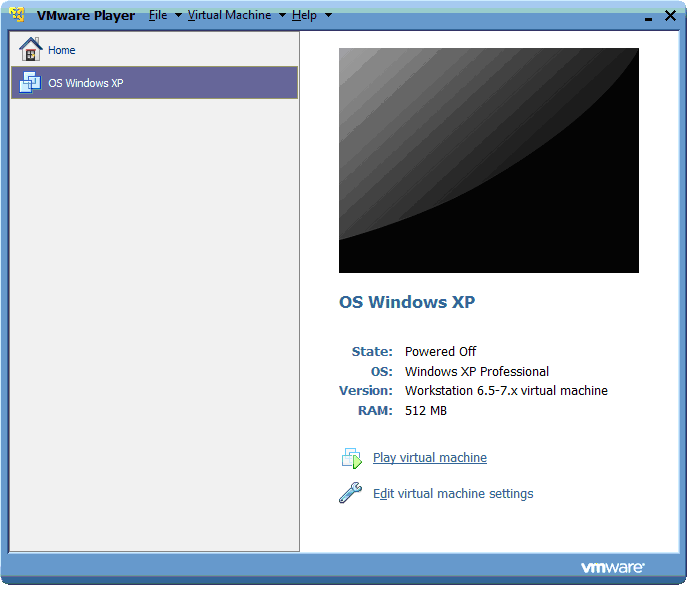 VMware Player File Virtual Machine Help
Home
OS Windows XP
OS Windows XP
State: Powered Off
OS: Windows XP Professional
Version: Workstation 6.5-7.x virtual machine
RAM: 512 MB
Play virtual machine
Edit virtual machine settings
vmware